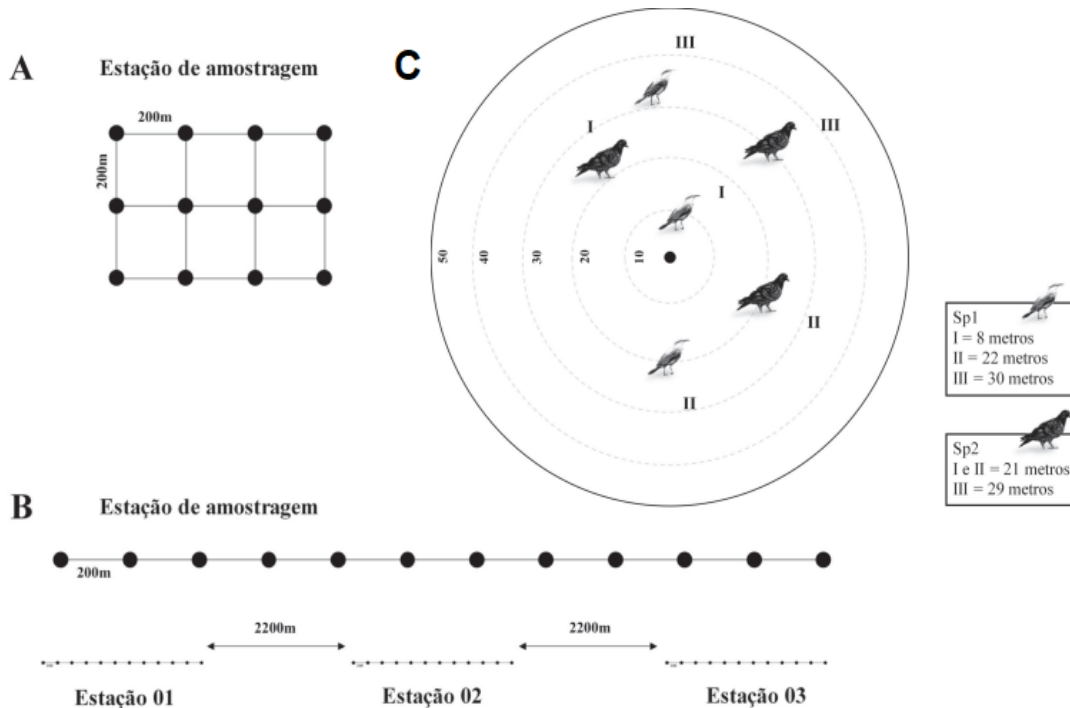 A
Estação de amostragem
200m
200m
C
III
I
III
I
50
40
30
20
10
II
II
Sp1
I = 8 metros
II = 22 metros
III = 30 metros
Sp2
I e II = 21 metros
III = 29 metros
B
Estação de amostragem
200m
2200m
2200m
Estação 01
Estação 02
Estação 03